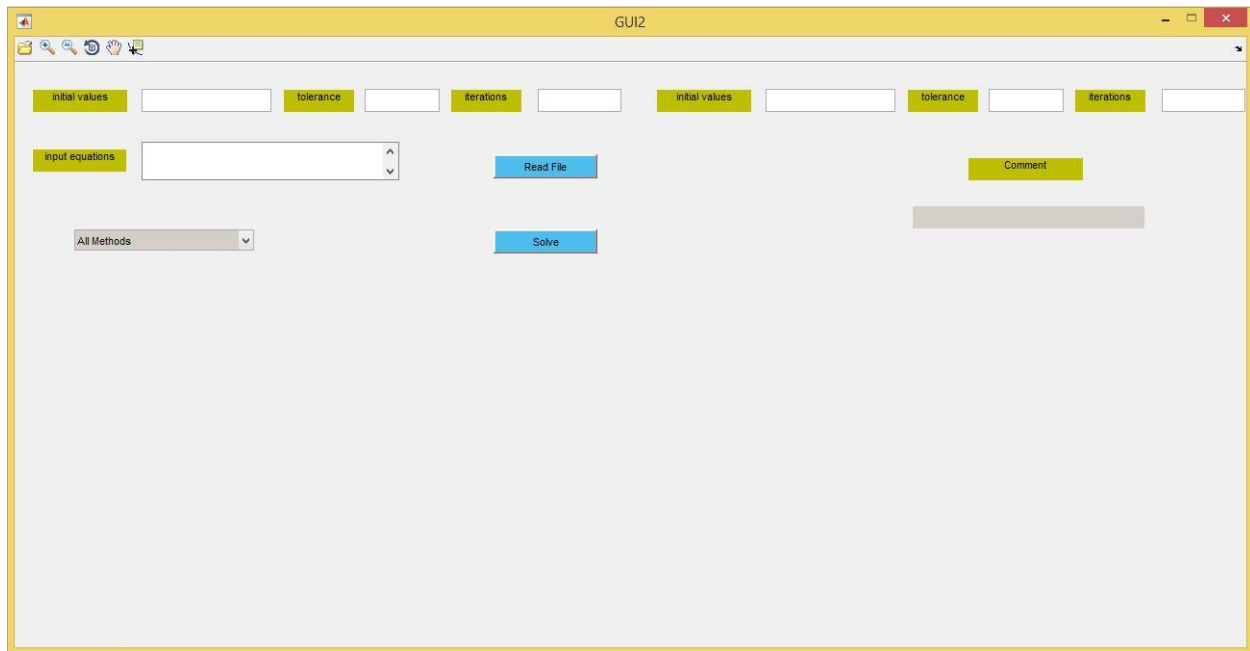 GUI2
initial values tolerance iterations initial values tolerance iterations
input equations Read File Comment
All Methods Solve